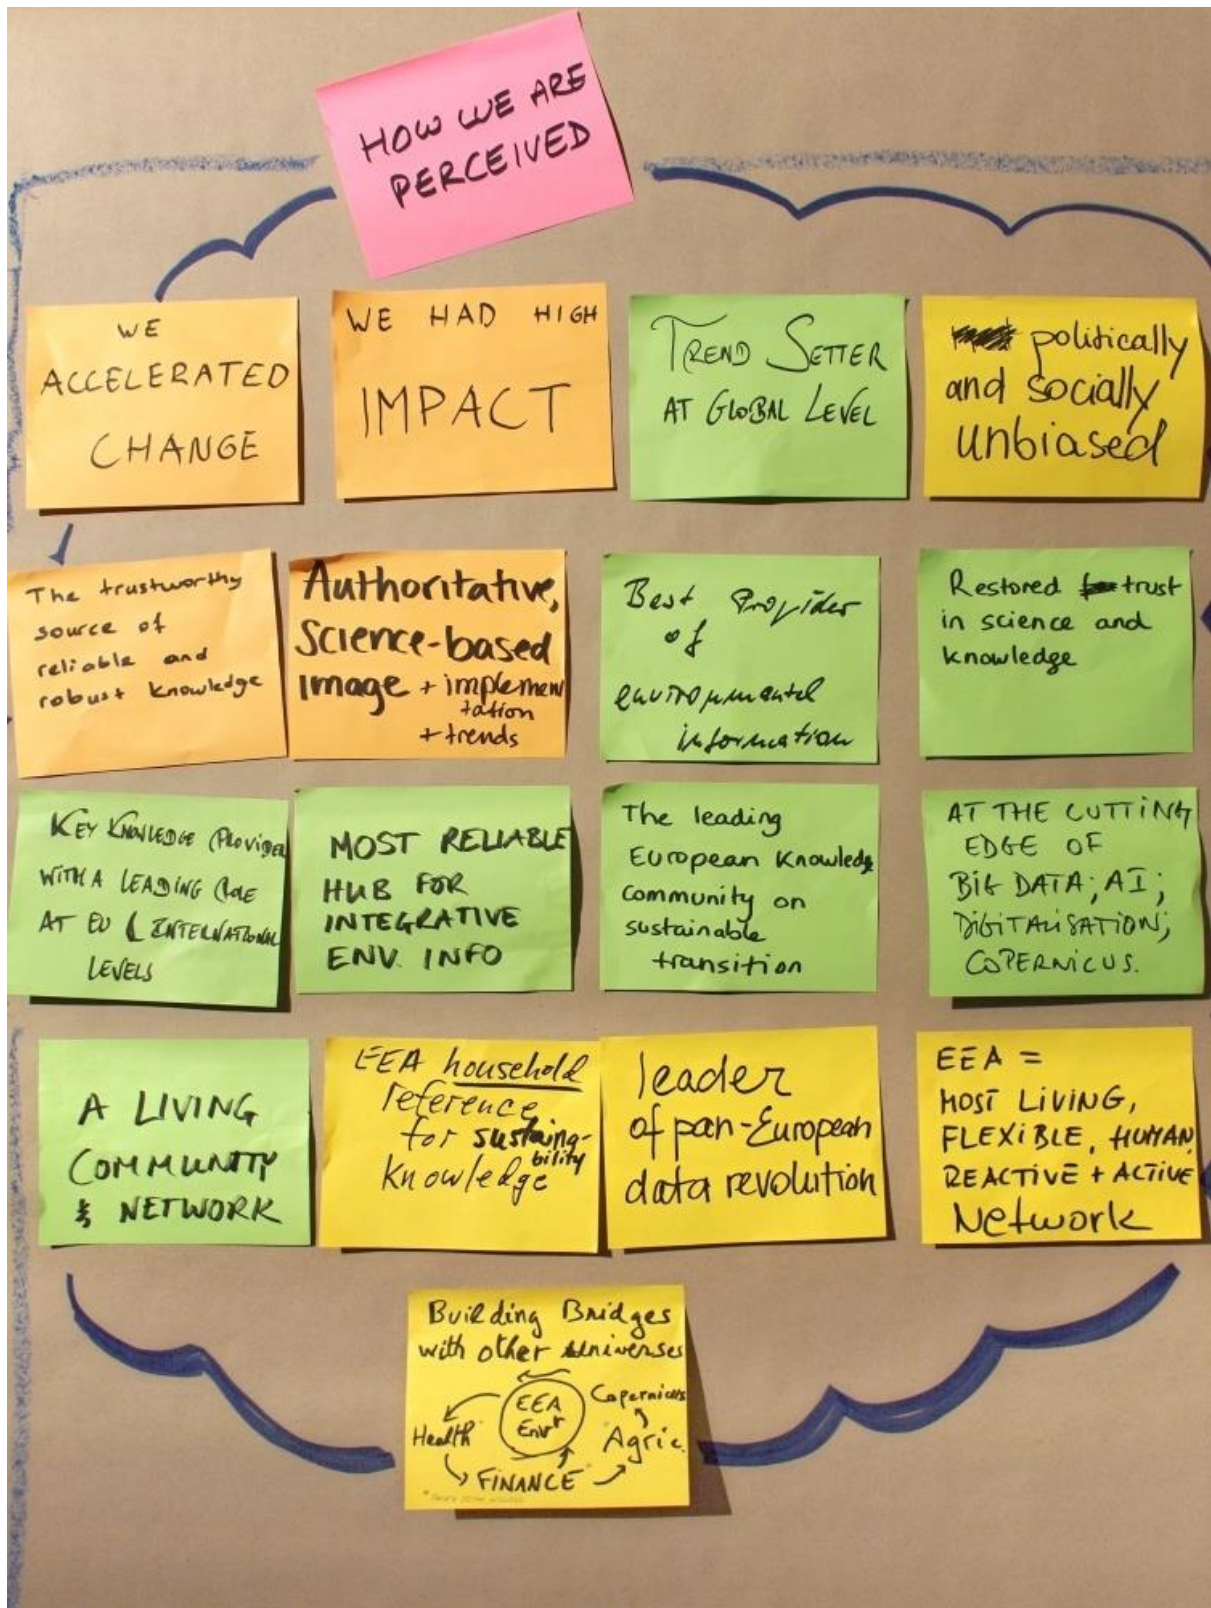 HOW WE ARE
PERCEIVED
WE
ACCELERATED
CHANGE
WE HAD HIGH
IMPACT
TREND SETTER
AT GLOBAL LEVEL
politically
and socially
unbiased
The trustworthy
source of
reliable and
robust knowledge
Authoritative,
Science-based
image + implemen
tation
+ trends
Best Provider
of
environmental
information
Restored trust
in science and
knowledge
KEY KNOWLEDGE PROVIDER
WITH A LEADING ROLE
AT EU & INTERNATIONAL
LEVELS
MOST RELIABLE
HUB FOR
INTEGRATIVE
ENV. INFO
The leading
European Knowledge
community on
sustainable
transition
AT THE CUTTING
EDGE OF
BIG DATA; AI;
DIGITALISATION;
COPERNICUS.
A LIVING
COMMUNITY
& NETWORK
EEA household
reference
for sustaina-
bility
Knowledge
leader
of pan-European
data revolution
EEA =
MOST LIVING,
FLEXIBLE, HUMAN,
REACTIVE + ACTIVE
Network
Building Bridges
with other Universes
EEA
Envt
Copernicus
Health
Agric.
FINANCE